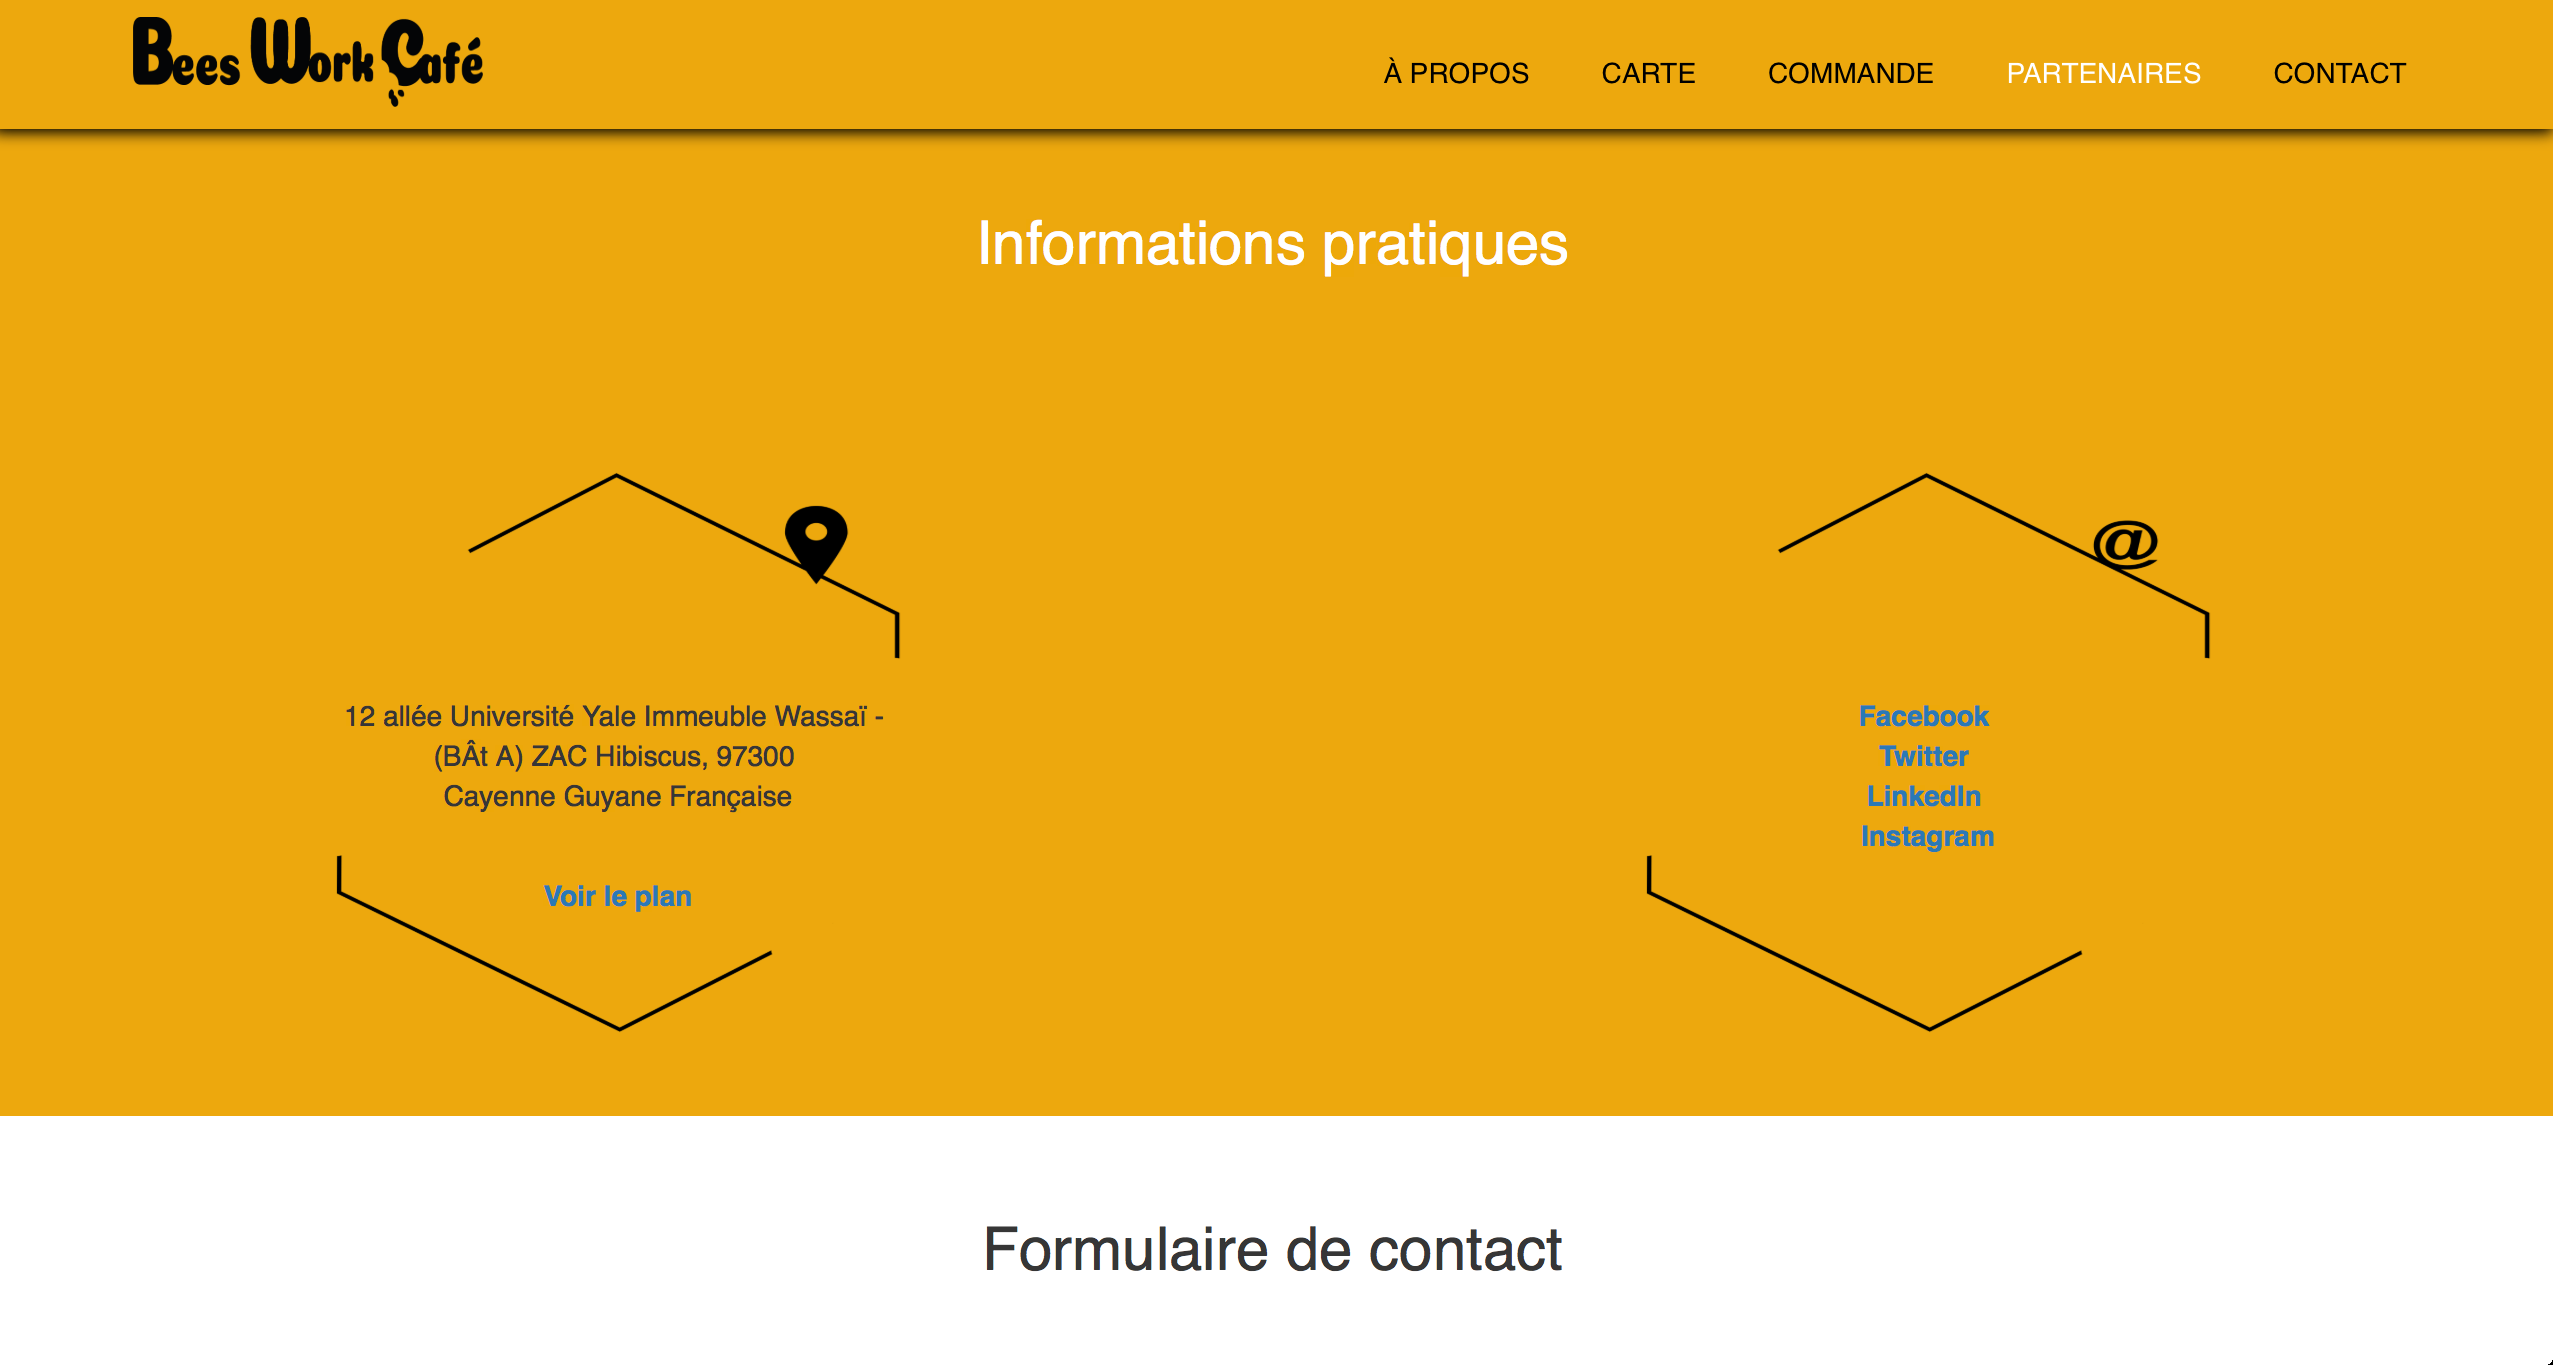 Bees Work Café
À PROPOS CARTE COMMANDE PARTENAIRES CONTACT
Informations pratiques
@
12 allée Université Yale Immeuble Wassaï -
(BÂt A) ZAC Hibiscus, 97300
Cayenne Guyane Française
Voir le plan
Facebook
Twitter
LinkedIn
Instagram
Formulaire de contact